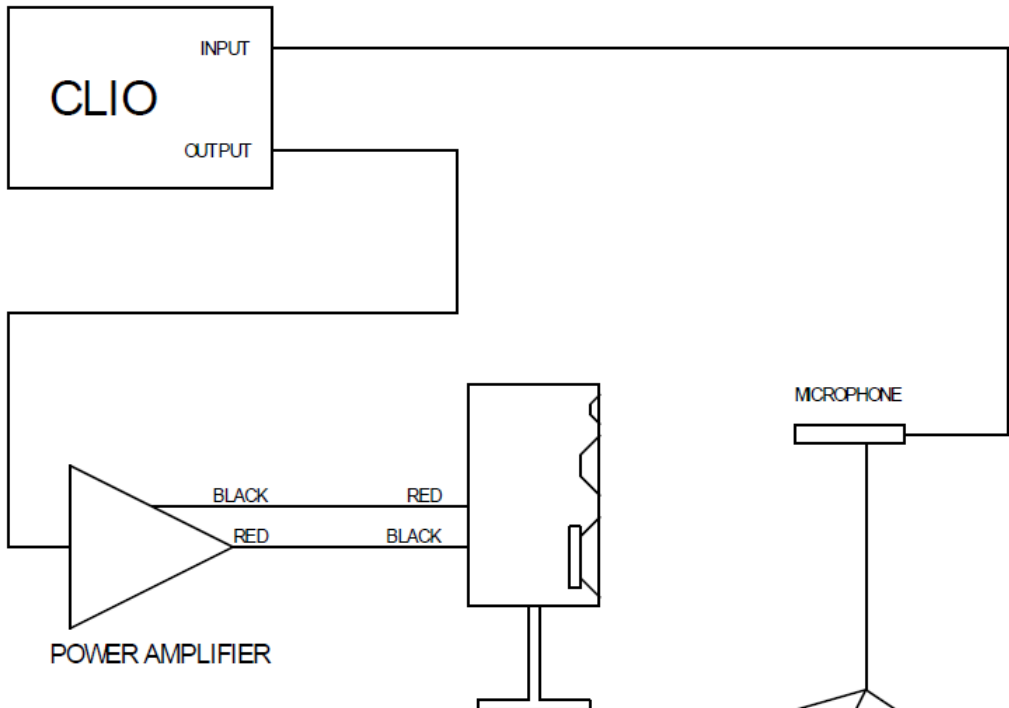 INPUT
CLIO
OUTPUT
MICROPHONE
BLACK RED
RED BLACK
POWER AMPLIFIER